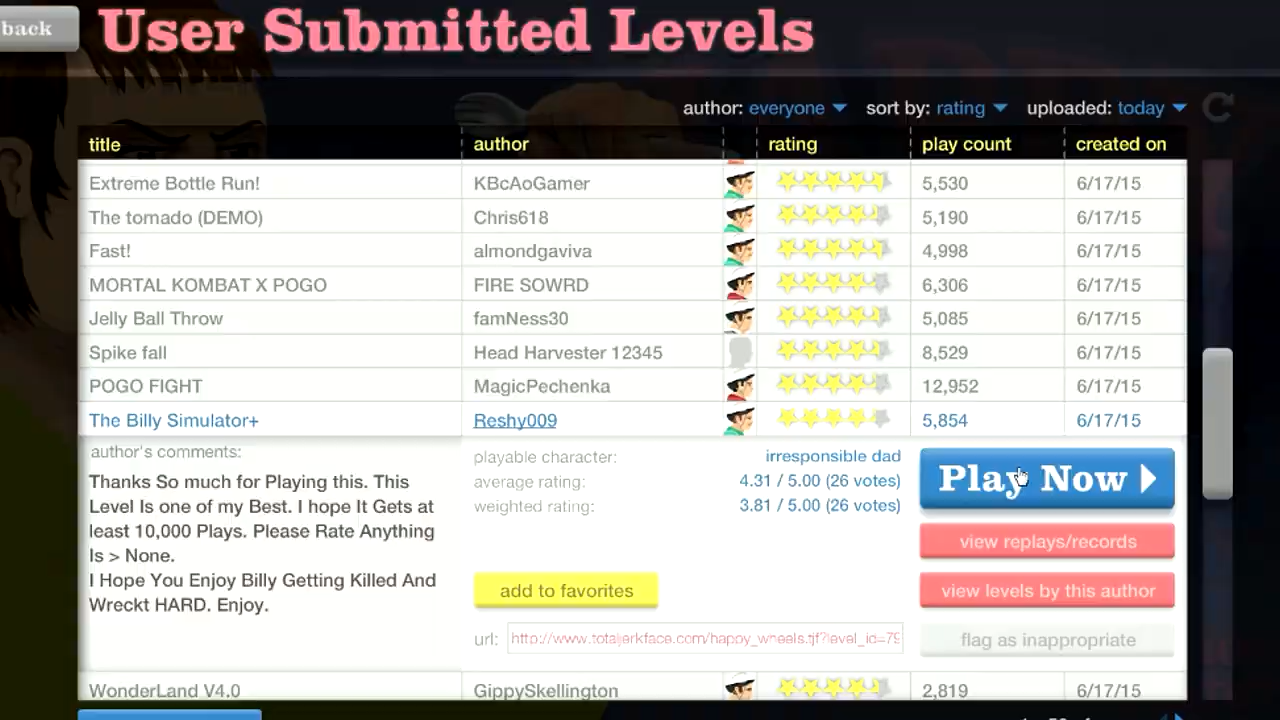 back
User Submitted Levels
author: everyone sort by: rating uploaded: today
title author rating play count created on
Extreme Bottle Run! KBcAoGamer 5,530 6/17/15
The tornado (DEMO) Chris618 5,190 6/17/15
Fast! almondgaviva 4,998 6/17/15
MORTAL KOMBAT X POGO FIRE SOWRD 6,306 6/17/15
Jelly Ball Throw famNess30 5,085 6/17/15
Spike fall Head Harvester 12345 8,529 6/17/15
POGO FIGHT MagicPechenka 12,952 6/17/15
The Billy Simulator+ Reshy009 5,854 6/17/15
author's comments:
Thanks So much for Playing this. This
Level Is one of my Best. I hope It Gets at
least 10,000 Plays. Please Rate Anything
Is > None.
I Hope You Enjoy Billy Getting Killed And
Wreckt HARD. Enjoy.
playable character: irresponsible dad
average rating: 4.31 / 5.00 (26 votes)
weighted rating: 3.81 / 5.00 (26 votes)
add to favorites
url: http://www.totaljerkface.com/happy_wheels.tjf?level_id=79
Play Now
view replays/records
view levels by this author
flag as inappropriate
WonderLand V4.0 GippySkellington 2,819 6/17/15